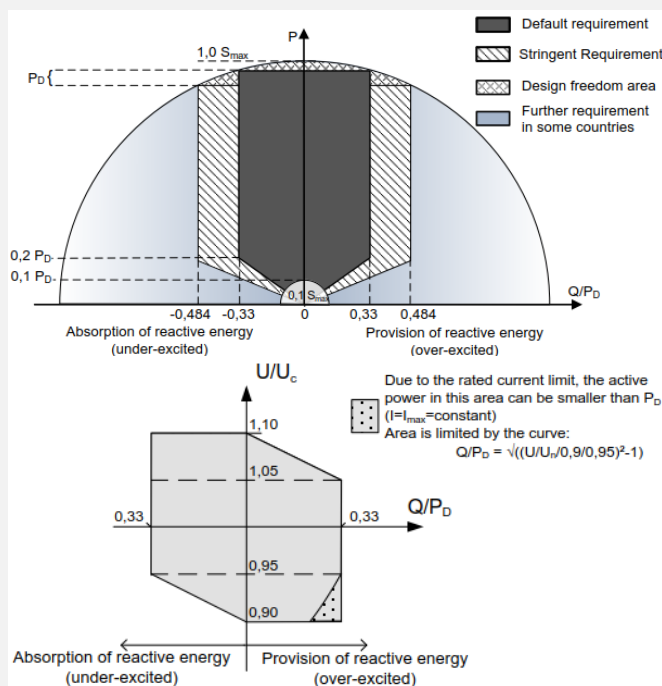 P
1,0 Smax
PD{
0,2 PD
0,1 PD
0,1 Smax
Q/PD
-0,484 -0,33 0 0,33 0,484
Absorption of reactive energy
(under-excited)
Provision of reactive energy
(over-excited)
Default requirement
Stringent Requirement
Design freedom area
Further requirement
in some countries
U/Uc
1,10
1,05
0,33
0,33
Q/PD
0,95
0,90
Absorption of reactive energy
(under-excited)
Provision of reactive energy
(over-excited)
Due to the rated current limit, the active
power in this area can be smaller than PD
(I=Imax=constant)
Area is limited by the curve:
Q/PD = √((U/Un/0,9/0,95)²-1)